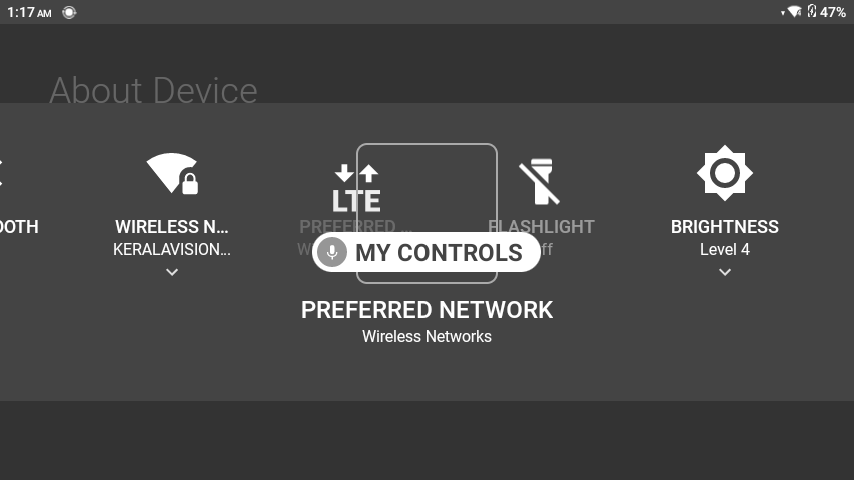 1:17 AM
47%
About Device
OOTH
WIRELESS N...
KERALAVISION...
LTE
PREFERRED ...
W
FLASHLIGHT
ff
BRIGHTNESS
Level 4
MY CONTROLS
PREFERRED NETWORK
Wireless Networks